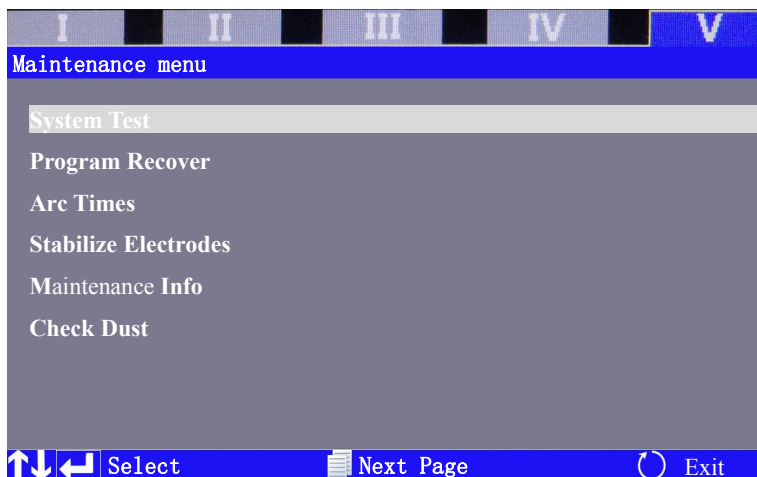 I II III IV V
Maintenance menu
System Test
Program Recover
Arc Times
Stabilize Electrodes
Maintenance Info
Check Dust
Select Next Page Exit